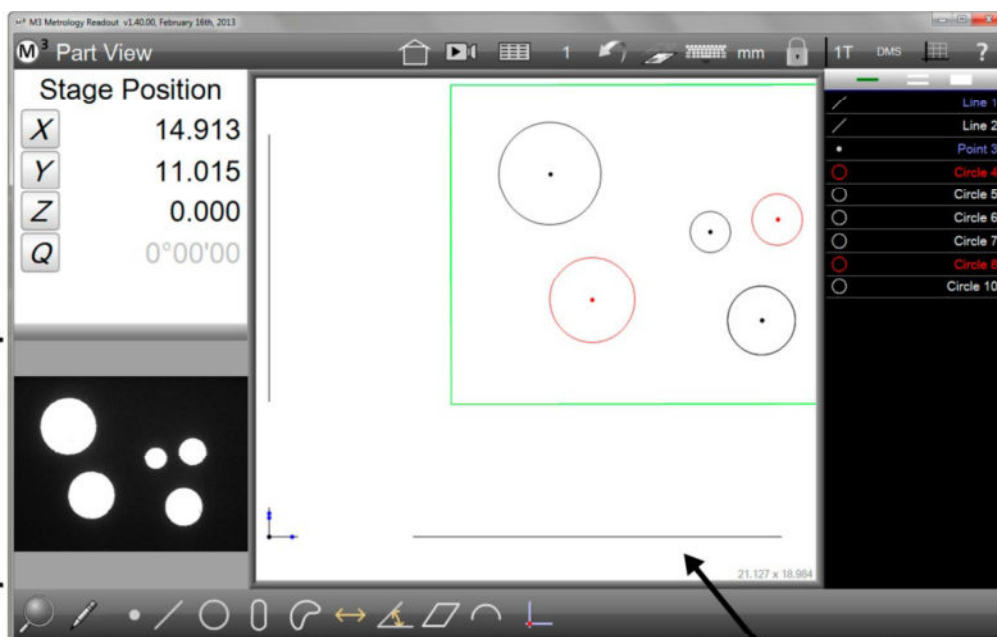 M³ M3 Metrology Readout v1.40.00, February 16th, 2013
M³ Part View
1
mm
1T
DMS
?
Stage Position
X 14.913
Y 11.015
Z 0.000
Q 0°00'00
Line 1
Line 2
Point 3
Circle 4
Circle 5
Circle 6
Circle 7
Circle 8
Circle 10
21.127 x 18.984